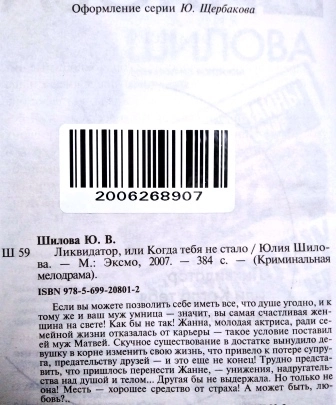 Оформление серии Ю. Щербакова
2006268907
Шилова Ю. В.
Ш 59 Ликвидатор, или Когда тебя не стало / Юлия Шило-
ва. — М.: Эксмо, 2007. — 384 с. — (Криминальная
мелодрама).
ISBN 978-5-699-20801-2
Если вы можете позволить себе иметь все, что душе угодно, и к
тому же и ваш муж умница — значит, вы самая счастливая жен-
щина на свете! Как бы не так! Жанна, молодая актриса, ради се-
мейной жизни отказалась от карьеры — такое условие поставил
ей муж Матвей. Скучное существование в достатке вынудило де-
вушку в корне изменить свою жизнь, что привело к потере супру-
га, предательству друзей — и это еще не конец! Трудно предста-
вить, что пришлось перенести Жанне, — унижения, надругательст-
ва над душой и телом... Другая бы не выдержала. Но только не
она! Месть — хорошее средство от страха! А может быть, лю-
бовь?..